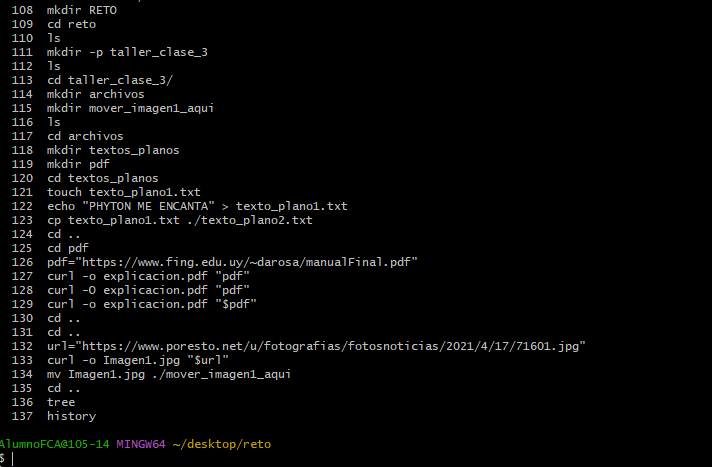 108 mkdir RETO
109 cd reto
110 ls
111 mkdir -p taller_clase_3
112 ls
113 cd taller_clase_3/
114 mkdir archivos
115 mkdir mover_imagen1_aqui
116 ls
117 cd archivos
118 mkdir textos_planos
119 mkdir pdf
120 cd textos_planos
121 touch texto_plano1.txt
122 echo "PHYTON ME ENCANTA" > texto_plano1.txt
123 cp texto_plano1.txt ./texto_plano2.txt
124 cd ..
125 cd pdf
126 pdf="https://www.fing.edu.uy/~darosa/manualFinal.pdf"
127 curl -o explicacion.pdf "pdf"
128 curl -O explicacion.pdf "pdf"
129 curl -o explicacion.pdf "$pdf"
130 cd ..
131 cd ..
132 url="https://www.poresto.net/u/fotografias/fotosnoticias/2021/4/17/71601.jpg"
133 curl -o Imagen1.jpg "$url"
134 mv Imagen1.jpg ./mover_imagen1_aqui
135 cd ..
136 tree
137 history
AlumnoFCA@105-14 MINGW64 ~/desktop/reto
$